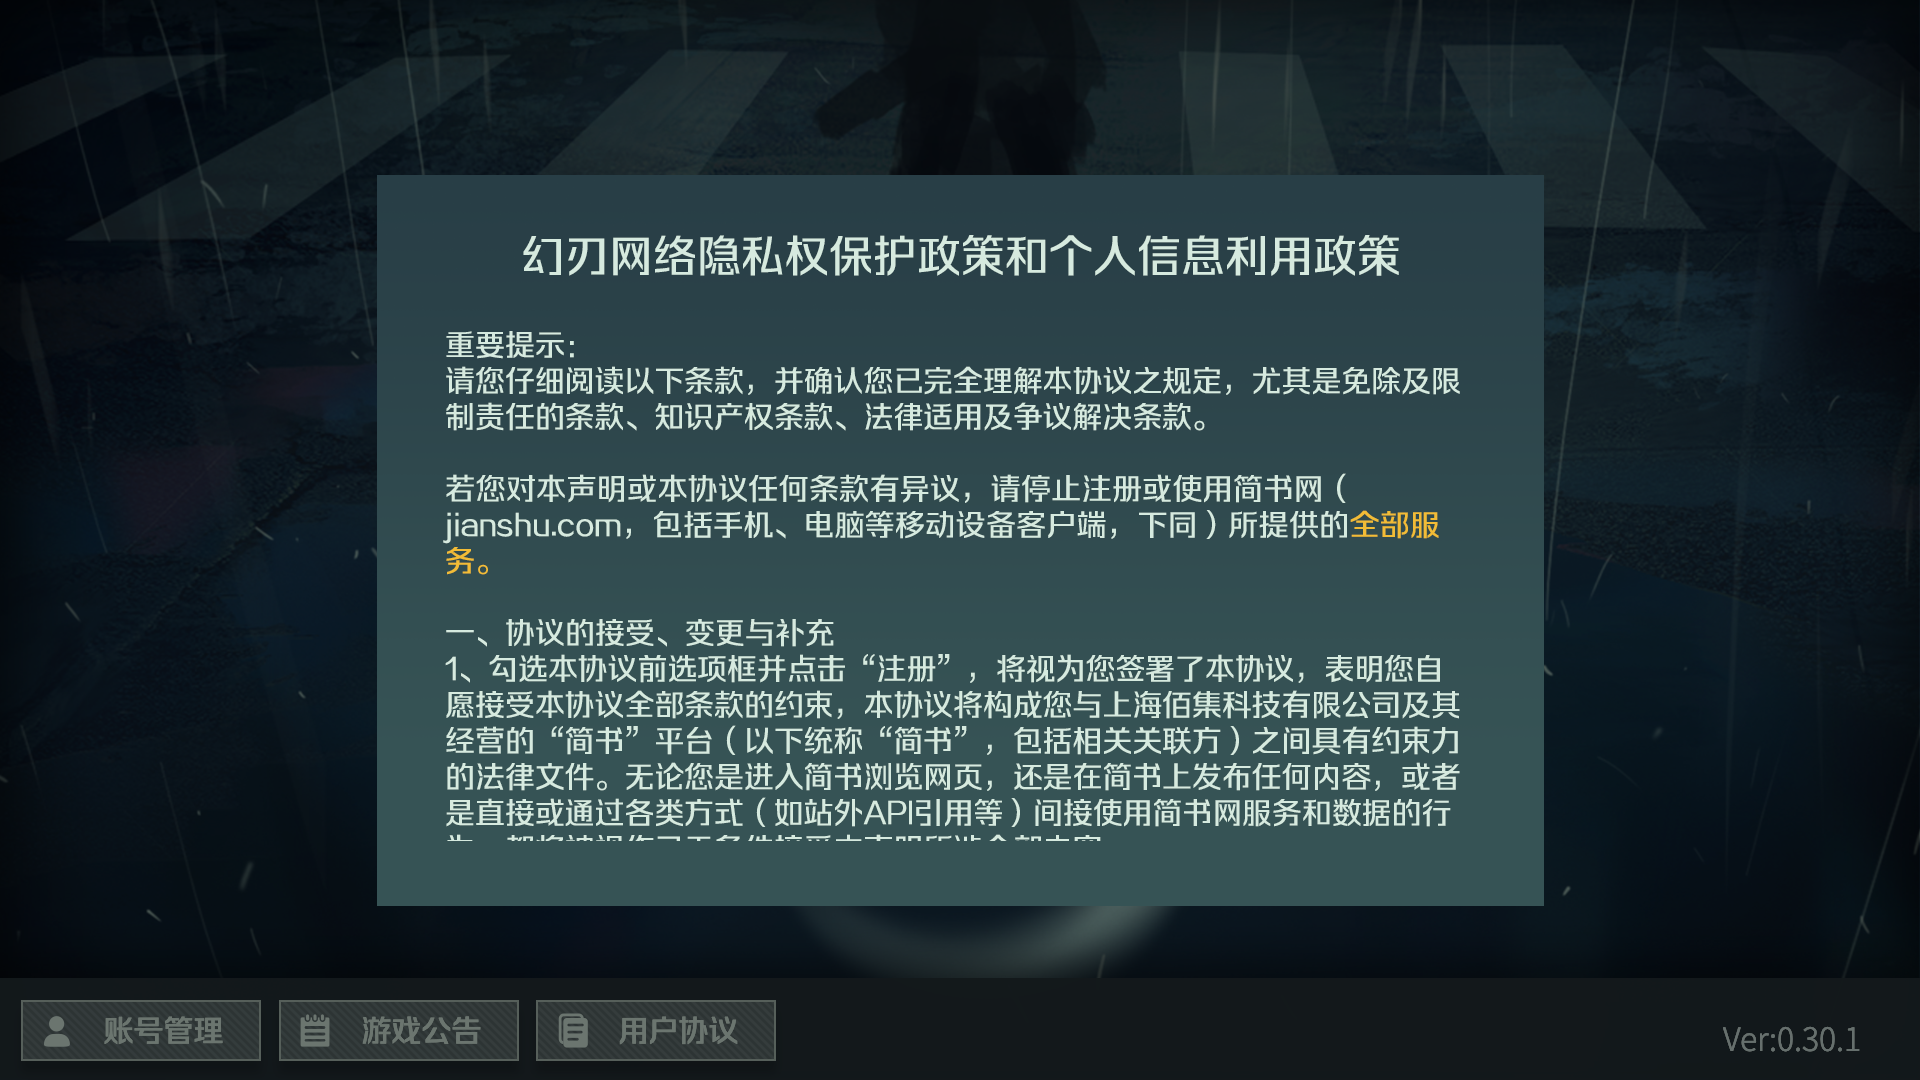 幻刃网络隐私权保护政策和个人信息利用政策
重要提示：
请您仔细阅读以下条款，并确认您已完全理解本协议之规定，尤其是免除及限
制责任的条款、知识产权条款、法律适用及争议解决条款。
若您对本声明或本协议任何条款有异议，请停止注册或使用简书网（
jianshu.com，包括手机、电脑等移动设备客户端，下同）所提供的全部服
务。
一、协议的接受、变更与补充
1、勾选本协议前选项框并点击“注册”，将视为您签署了本协议，表明您自
愿接受本协议全部条款的约束，本协议将构成您与上海佰集科技有限公司及其
经营的“简书”平台（以下统称“简书”，包括相关关联方）之间具有约束力
的法律文件。无论您是进入简书浏览网页，还是在简书上发布任何内容，或者
是直接或通过各类方式（如站外API引用等）间接使用简书网服务和数据的行
账号管理
游戏公告
用户协议
Ver:0.30.1